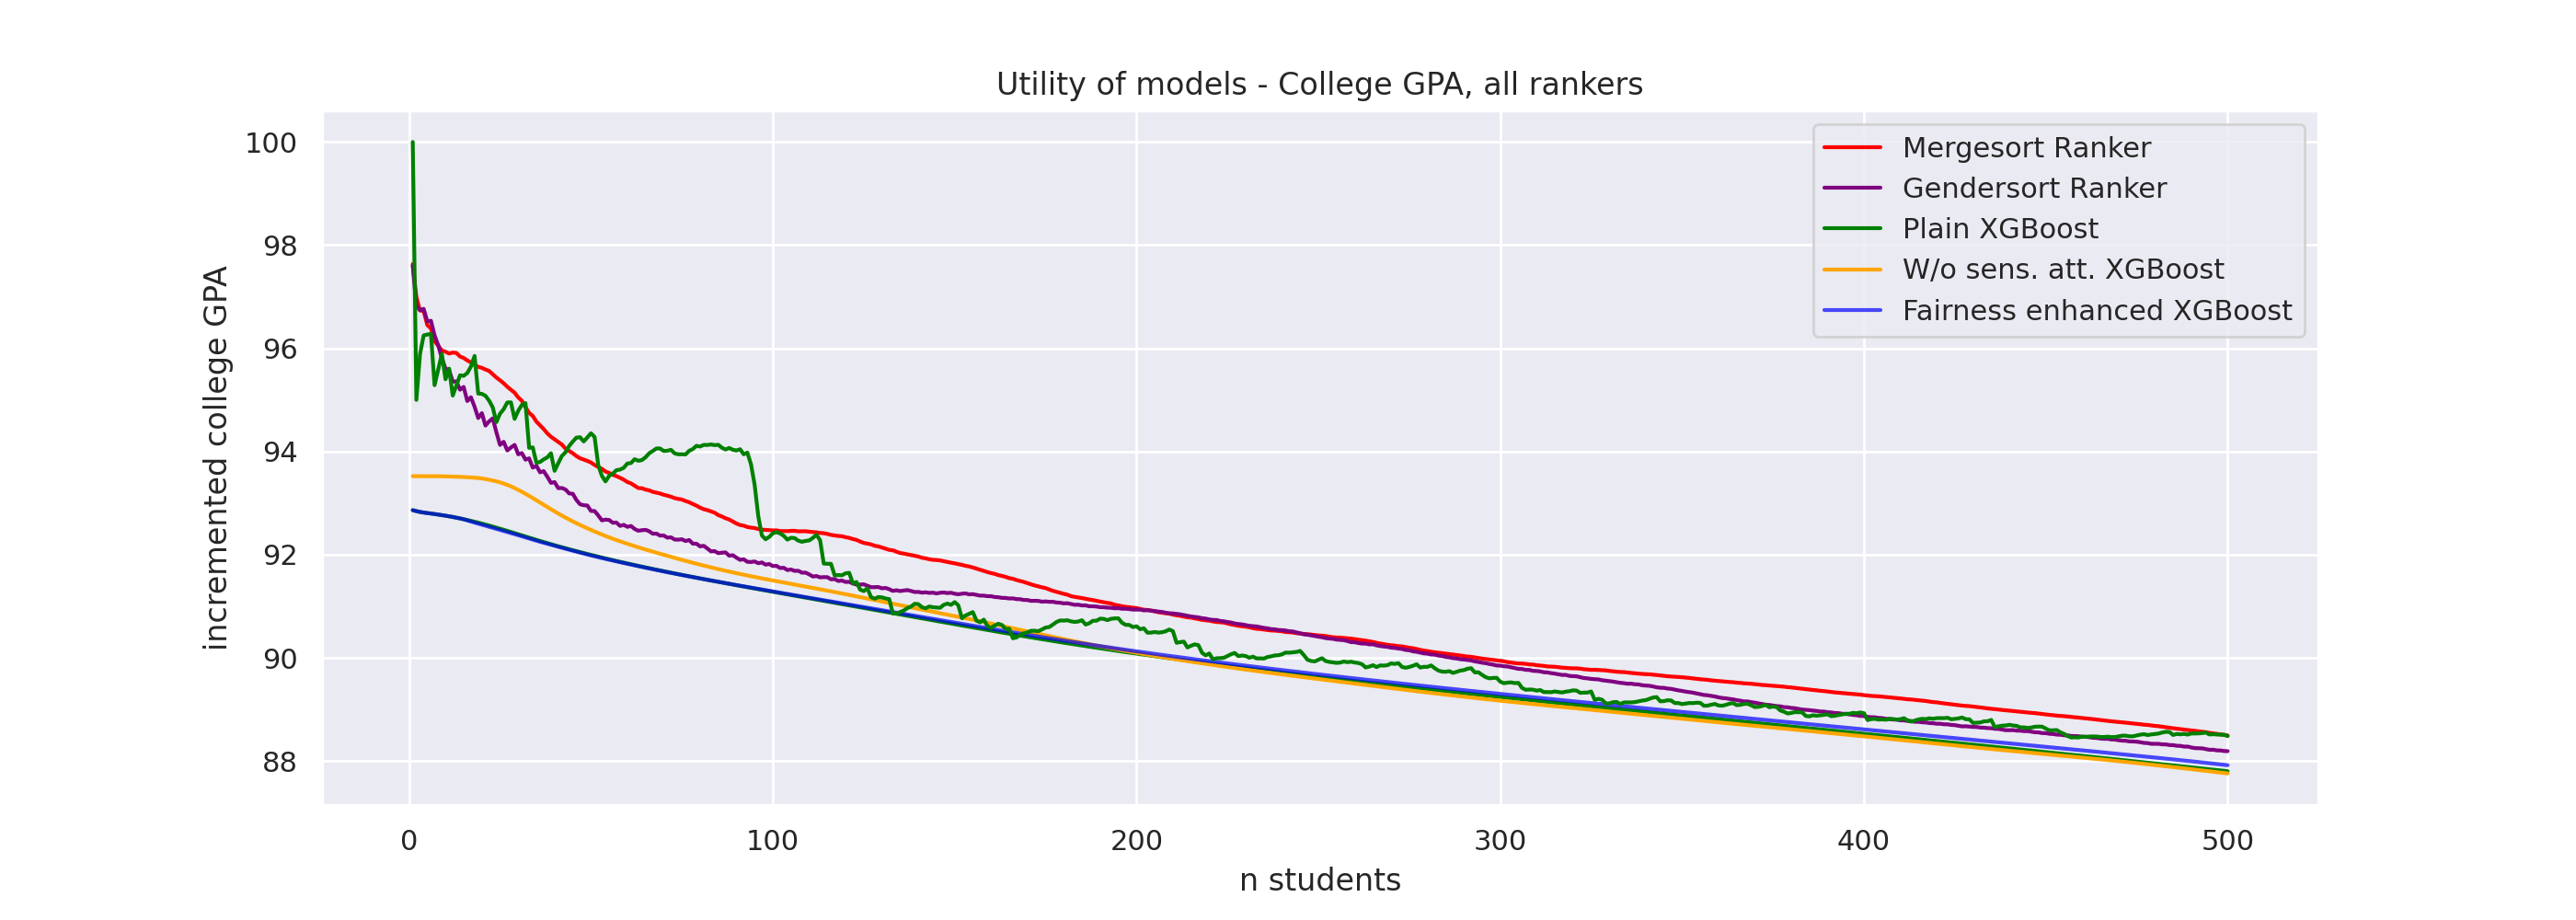 Utility of models - College GPA, all rankers
incremented college GPA
100
98
96
94
92
90
88
Mergesort Ranker
Gendersort Ranker
Plain XGBoost
W/o sens. att. XGBoost
Fairness enhanced XGBoost
0 100 200 300 400 500
n students